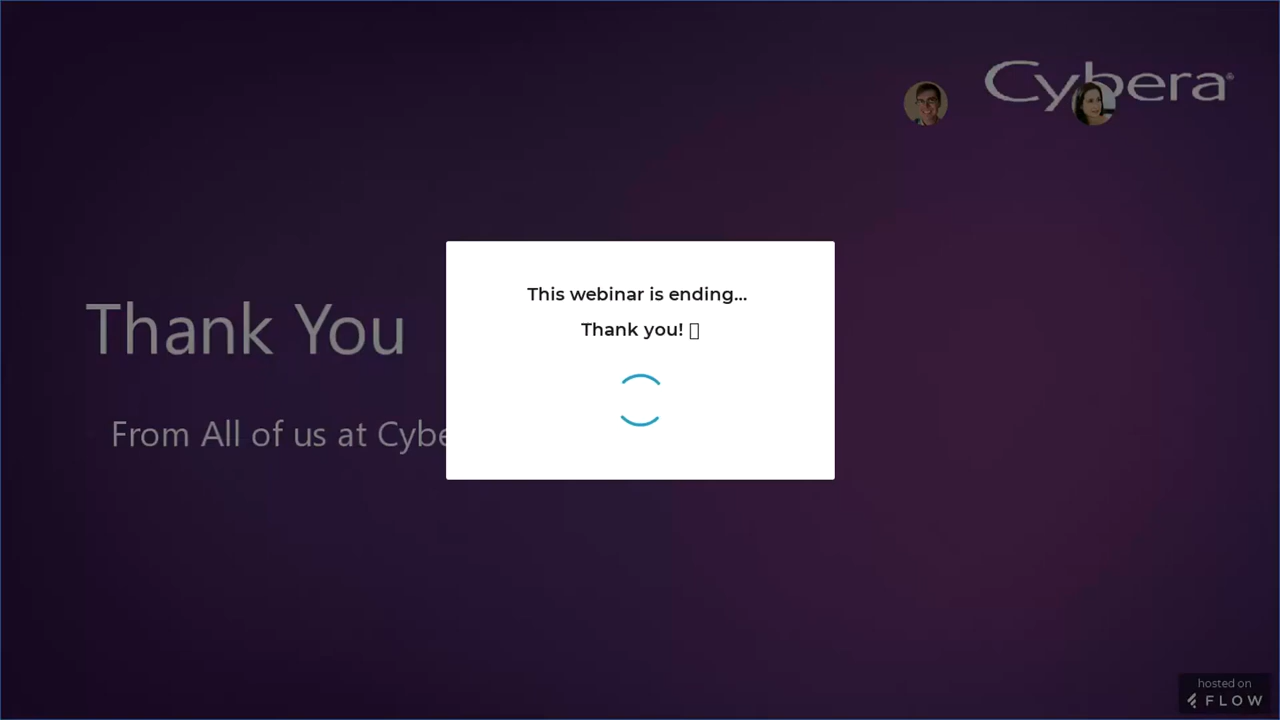 Cybera®
This webinar is ending...
Thank you!
Thank You
From All of us at Cybe
hosted on
FLOW